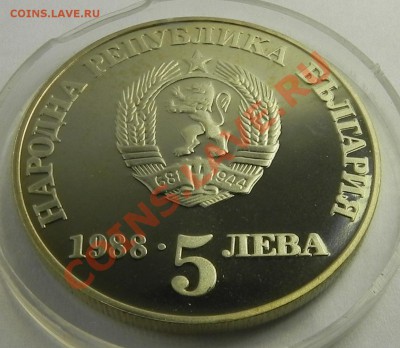 COINS.LAVE.RU
НАРОДНА РЕПУБЛИКА БЪЛГАРИЯ
681 1944
1988·5 ЛЕВА
COINS.LAVE.RU